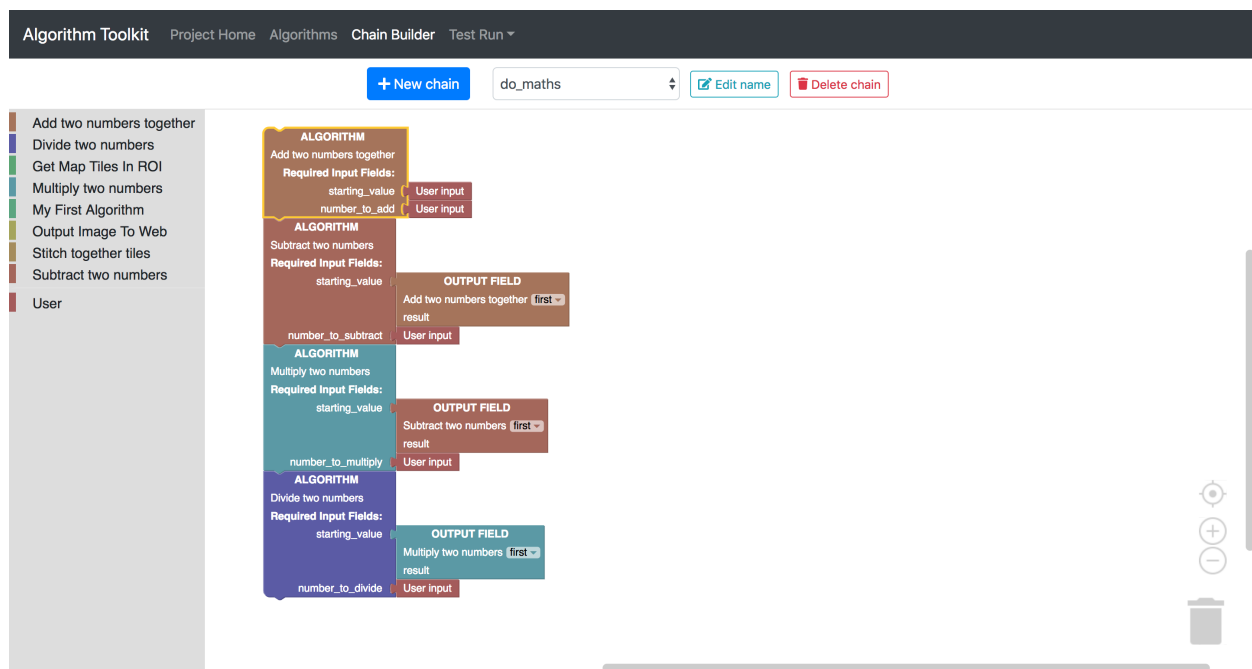 Algorithm Toolkit Project Home Algorithms Chain Builder Test Run
New chain do_maths Edit name Delete chain
Add two numbers together
Divide two numbers
Get Map Tiles In ROI
Multiply two numbers
My First Algorithm
Output Image To Web
Stitch together tiles
Subtract two numbers
User
ALGORITHM
Add two numbers together
Required Input Fields:
starting_value User input
number_to_add User input
ALGORITHM
Subtract two numbers
Required Input Fields:
starting_value OUTPUT FIELD
Add two numbers together first
result
number_to_subtract User input
ALGORITHM
Multiply two numbers
Required Input Fields:
starting_value OUTPUT FIELD
Subtract two numbers first
result
number_to_multiply User input
ALGORITHM
Divide two numbers
Required Input Fields:
starting_value OUTPUT FIELD
Multiply two numbers first
result
number_to_divide User input